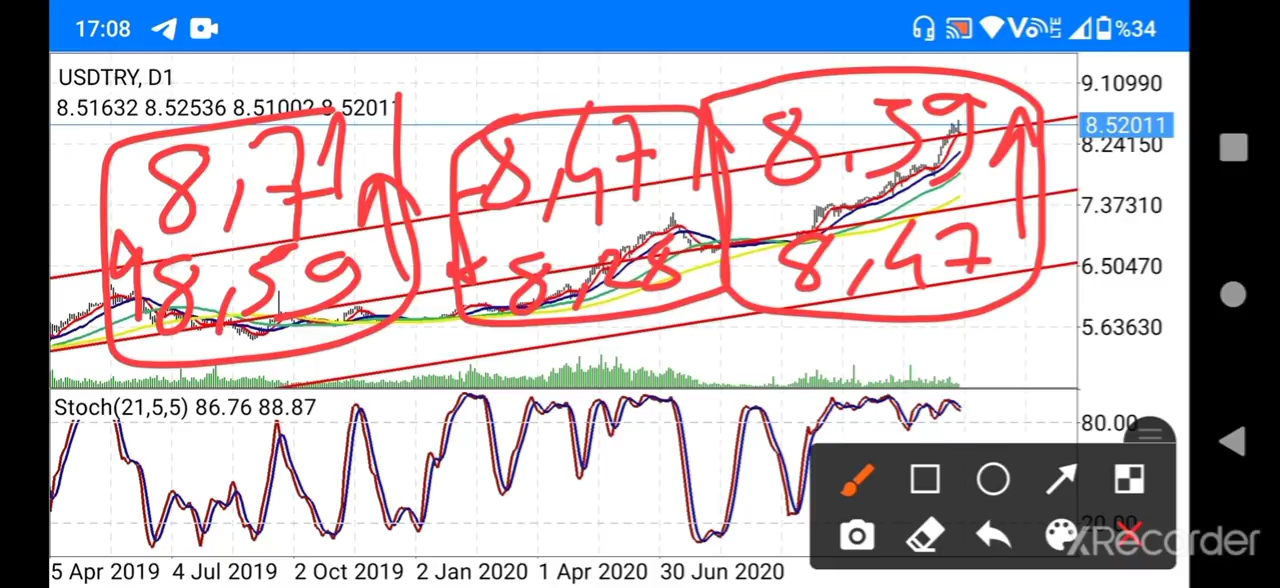 17:08
VoLTE
%34
USDTRY, D1
8.51632 8.52536 8.51002 8.52011
9.10990
8.52011
8.24150
7.37310
6.50470
5.63630
8,71
8,59
8,47
8,28
8,39
8,47
Stoch(21,5,5) 86.76 88.87
80.00
20.00
XRecorder
5 Apr 2019 4 Jul 2019 2 Oct 2019 2 Jan 2020 1 Apr 2020 30 Jun 2020